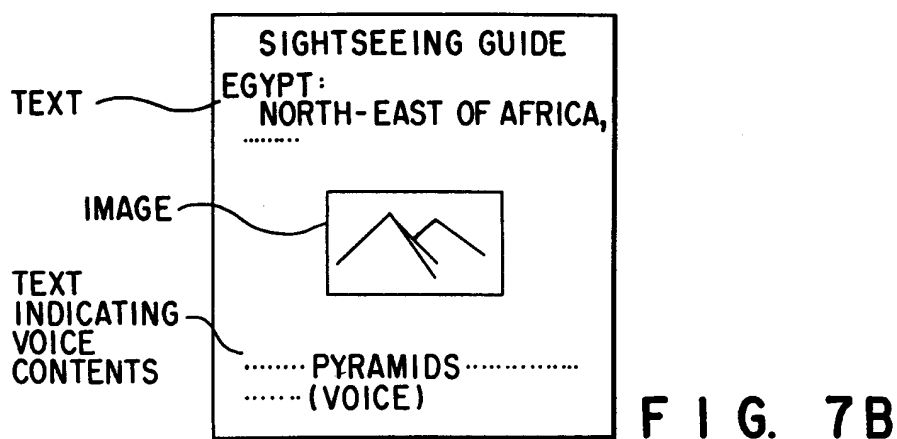 SIGHTSEEING GUIDE
EGYPT:
NORTH-EAST OF AFRICA,
........
TEXT
IMAGE
TEXT
INDICATING
VOICE
CONTENTS
........ PYRAMIDS ..............
....... (VOICE)
FIG. 7B